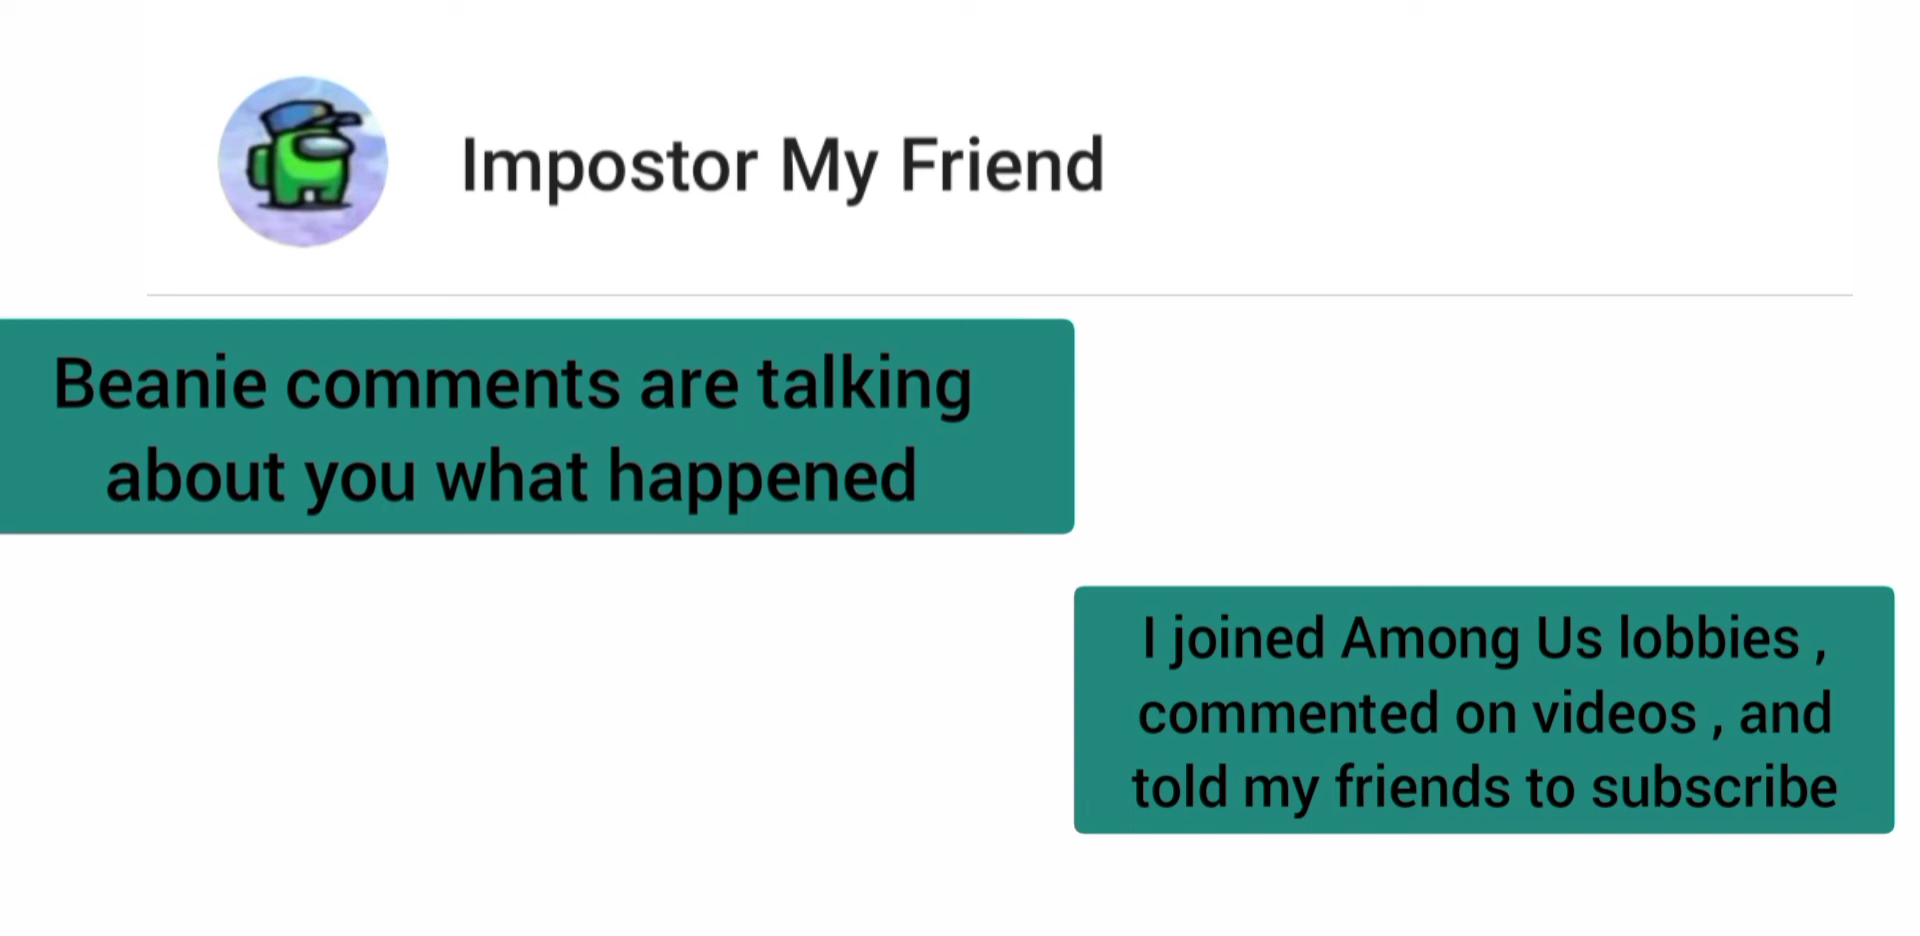 Impostor My Friend
Beanie comments are talking
about you what happened
I joined Among Us lobbies ,
commented on videos , and
told my friends to subscribe